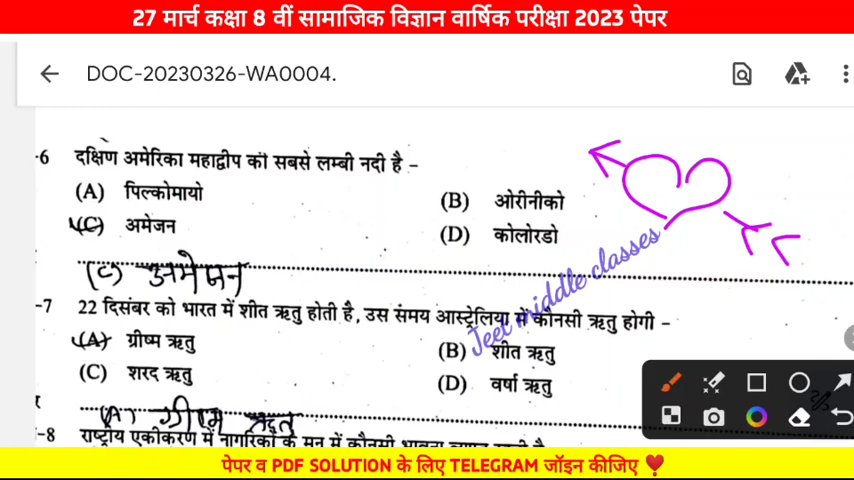 27 मार्च कक्षा 8 वीं सामाजिक विज्ञान वार्षिक परीक्षा 2023 पेपर
DOC-20230326-WA0004.
-6 दक्षिण अमेरिका महाद्वीप की सबसे लम्बी नदी है -
(A) पिल्कोमायो
(B) ओरीनीको
(C) अमेजन
(D) कोलोरडो
(C) अमेजन
Jeet middle classes
-7 22 दिसंबर को भारत में शीत ऋतु होती है, उस समय आस्ट्रेलिया में कौनसी ऋतु होगी -
(A) ग्रीष्म ऋतु
(B) शीत ऋतु
(C) शरद ऋतु
(D) वर्षा ऋतु
(A) ग्रीष्म ऋतु
-8 राष्ट्रीय एकीकरण में नागरिकों के मन में कौनसी भावना
पेपर व PDF SOLUTION के लिए TELEGRAM जॉइन कीजिए